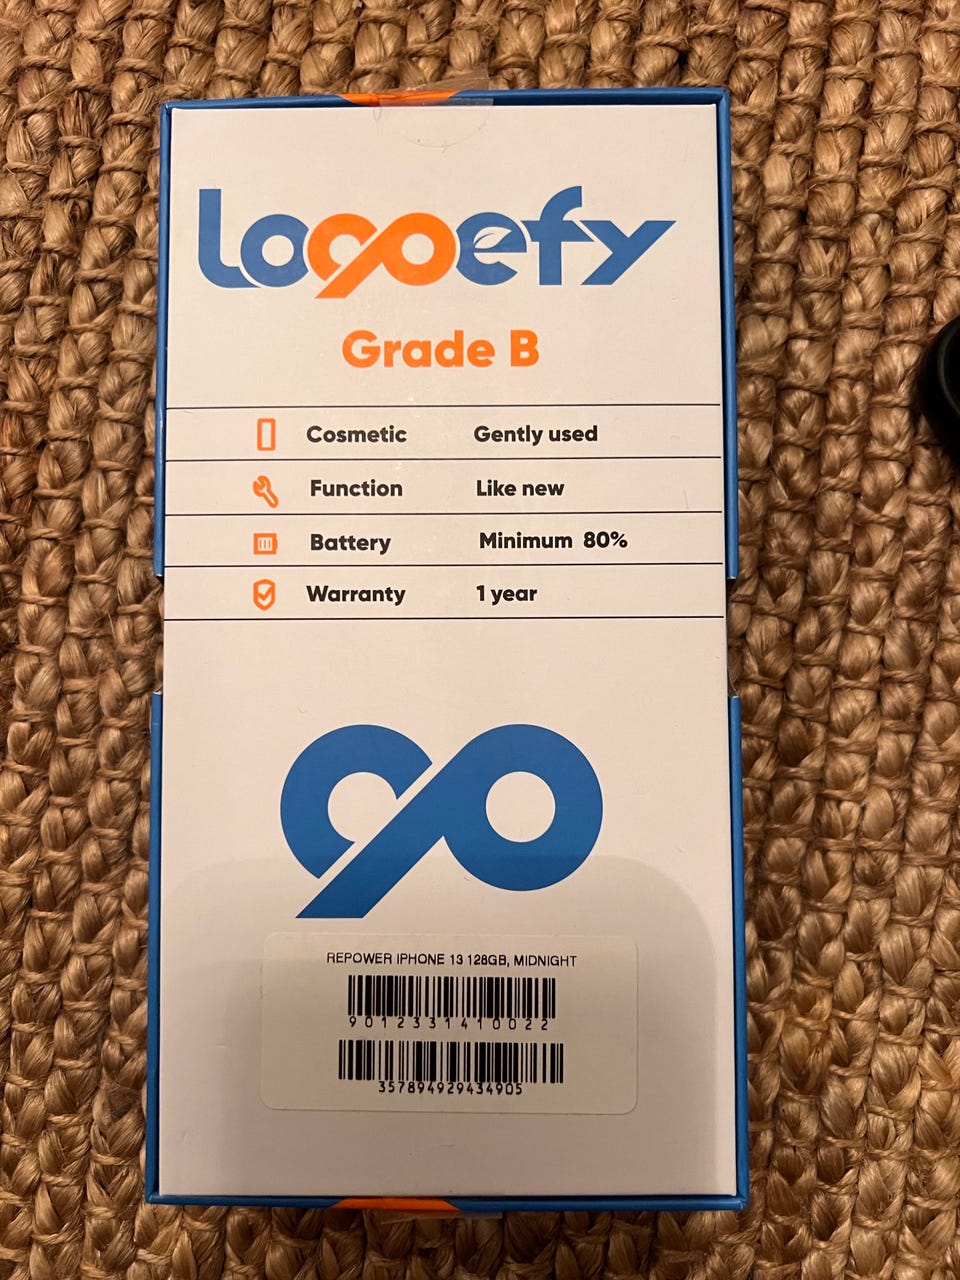 Loopefy
Grade B
Cosmetic Gently used
Function Like new
Battery Minimum 80%
Warranty 1 year
REPOWER IPHONE 13 128GB, MIDNIGHT
9012331410022
357894929434905